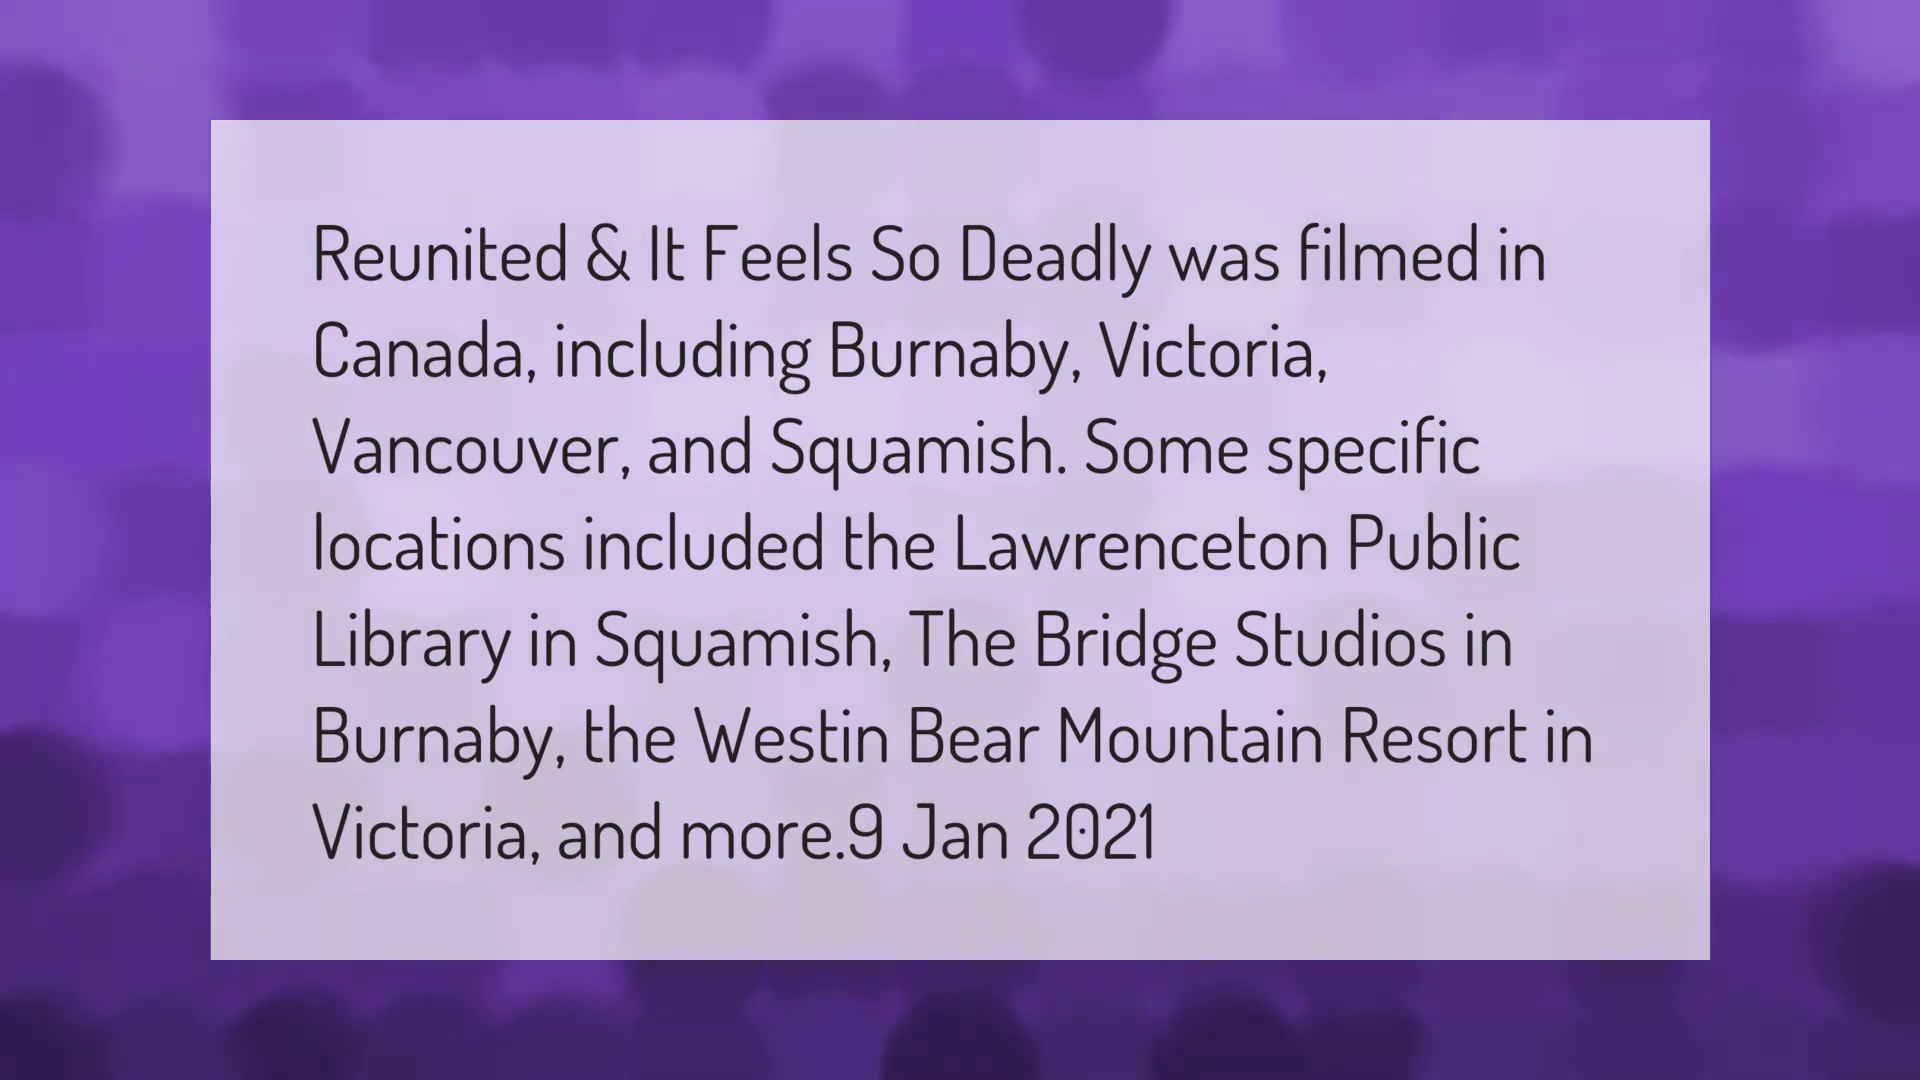 Reunited & It Feels So Deadly was filmed in
Canada, including Burnaby, Victoria,
Vancouver, and Squamish. Some specific
locations included the Lawrenceton Public
Library in Squamish, The Bridge Studios in
Burnaby, the Westin Bear Mountain Resort in
Victoria, and more.9 Jan 2021